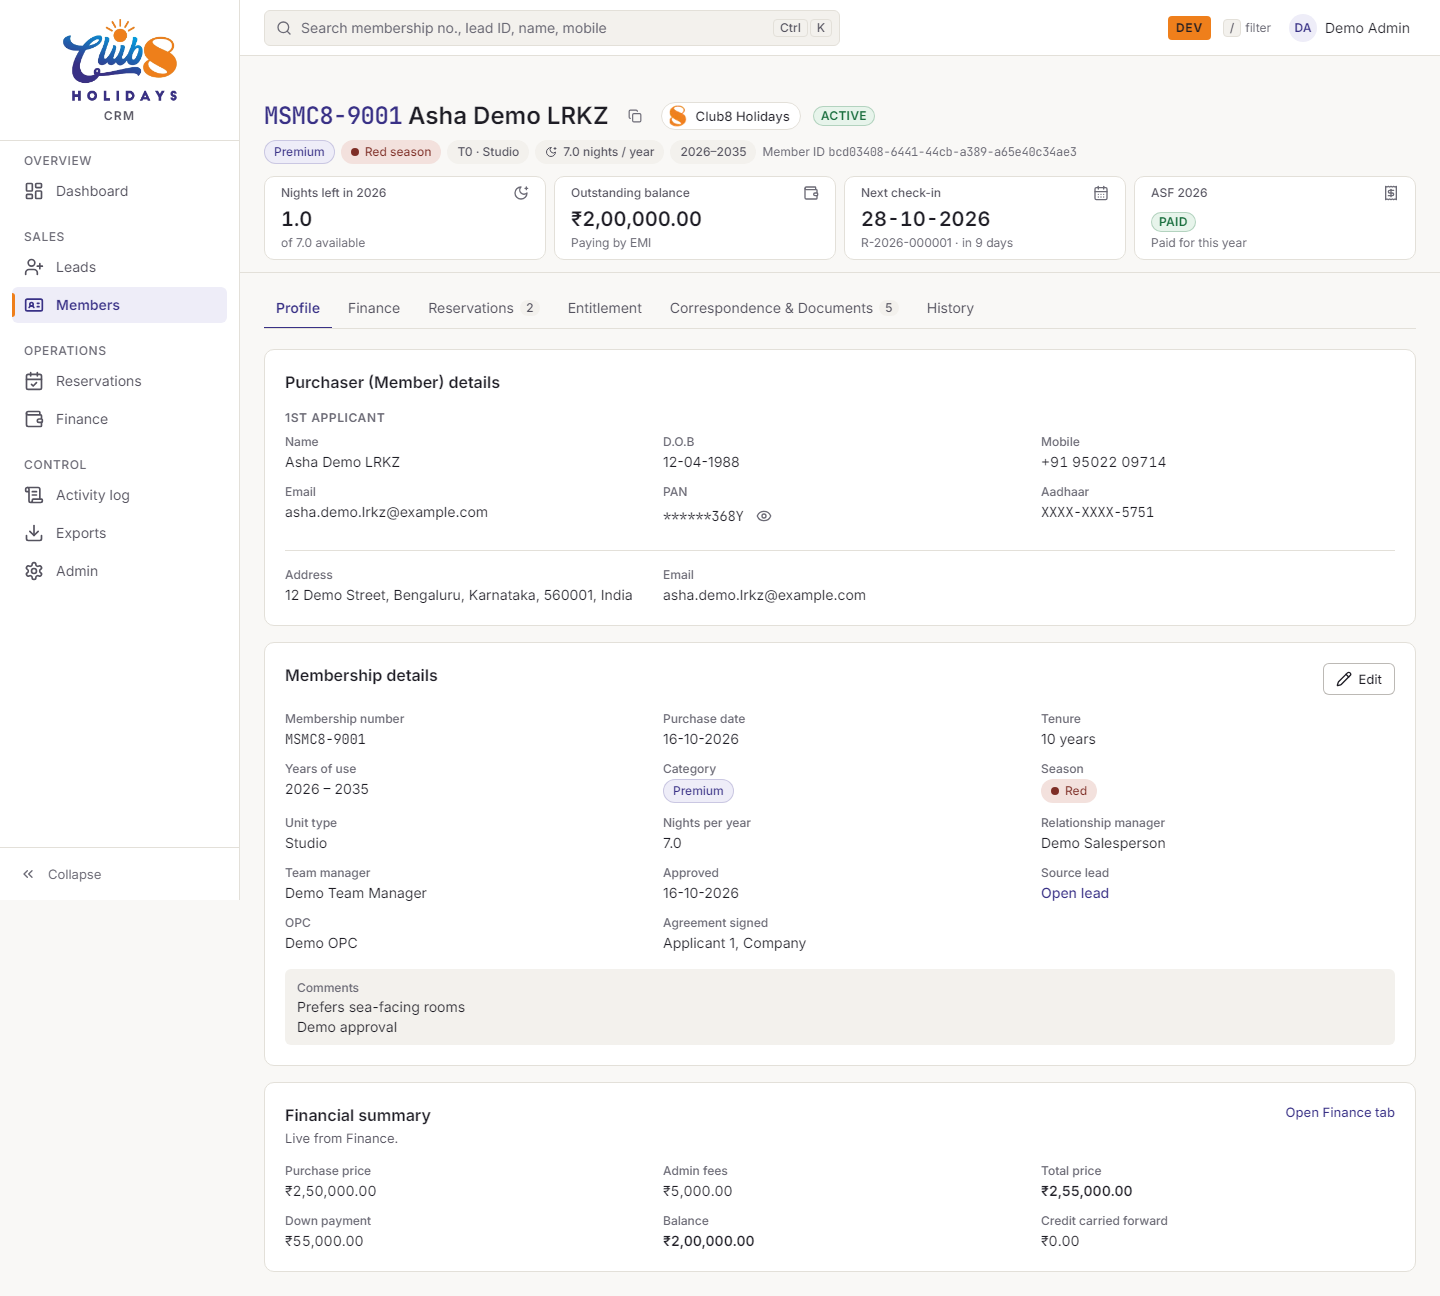 Club8
HOLIDAYS
CRM
Search membership no., lead ID, name, mobile
Ctrl K
DEV
/ filter
DA Demo Admin
OVERVIEW
Dashboard
SALES
Leads
Members
OPERATIONS
Reservations
Finance
CONTROL
Activity log
Exports
Admin
Collapse
MSMC8-9001 Asha Demo LRKZ
Club8 Holidays
ACTIVE
Premium
Red season
T0 · Studio
7.0 nights / year
2026–2035
Member ID bcd03408-6441-44cb-a389-a65e40c34ae3
Nights left in 2026
1.0
of 7.0 available
Outstanding balance
₹2,00,000.00
Paying by EMI
Next check-in
28-10-2026
R-2026-000001 · in 9 days
ASF 2026
PAID
Paid for this year
Profile
Finance
Reservations 2
Entitlement
Correspondence & Documents 5
History
Purchaser (Member) details
1ST APPLICANT
Name
Asha Demo LRKZ
D.O.B
12-04-1988
Mobile
+91 95022 09714
Email
asha.demo.lrkz@example.com
PAN
******368Y
Aadhaar
XXXX-XXXX-5751
Address
12 Demo Street, Bengaluru, Karnataka, 560001, India
Email
asha.demo.lrkz@example.com
Membership details
Edit
Membership number
MSMC8-9001
Purchase date
16-10-2026
Tenure
10 years
Years of use
2026 – 2035
Category
Premium
Season
Red
Unit type
Studio
Nights per year
7.0
Relationship manager
Demo Salesperson
Team manager
Demo Team Manager
Approved
16-10-2026
Source lead
Open lead
OPC
Demo OPC
Agreement signed
Applicant 1, Company
Comments
Prefers sea-facing rooms
Demo approval
Financial summary
Open Finance tab
Live from Finance.
Purchase price
₹2,50,000.00
Admin fees
₹5,000.00
Total price
₹2,55,000.00
Down payment
₹55,000.00
Balance
₹2,00,000.00
Credit carried forward
₹0.00